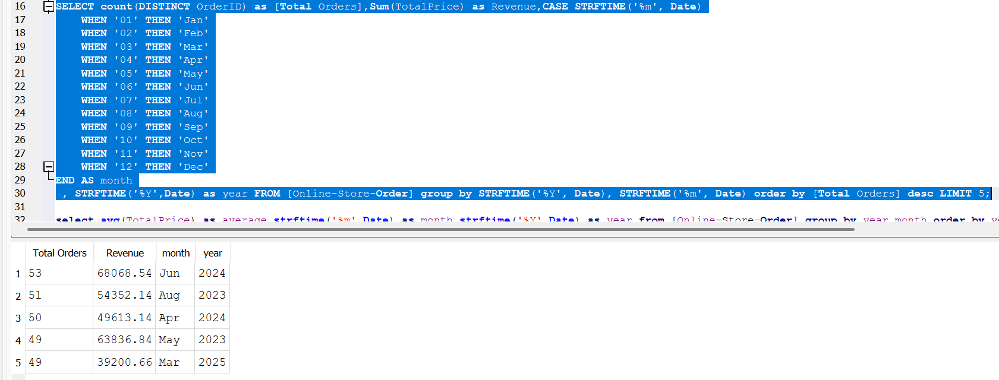 16 SELECT count(DISTINCT OrderID) as [Total Orders],Sum(TotalPrice) as Revenue,CASE STRFTIME('%m', Date)
17 WHEN '01' THEN 'Jan'
18 WHEN '02' THEN 'Feb'
19 WHEN '03' THEN 'Mar'
20 WHEN '04' THEN 'Apr'
21 WHEN '05' THEN 'May'
22 WHEN '06' THEN 'Jun'
23 WHEN '07' THEN 'Jul'
24 WHEN '08' THEN 'Aug'
25 WHEN '09' THEN 'Sep'
26 WHEN '10' THEN 'Oct'
27 WHEN '11' THEN 'Nov'
28 WHEN '12' THEN 'Dec'
29 END AS month
30 , STRFTIME('%Y',Date) as year FROM [Online-Store-Order] group by STRFTIME('%Y', Date), STRFTIME('%m', Date) order by [Total Orders] desc LIMIT 5;
31
32 select avg(TotalPrice) as average strftime('%m' Date) as month strftime('%Y' Date) as year from [Online-Store-Order] group by year month order by
Total Orders Revenue month year
1 53 68068.54 Jun 2024
2 51 54352.14 Aug 2023
3 50 49613.14 Apr 2024
4 49 63836.84 May 2023
5 49 39200.66 Mar 2025